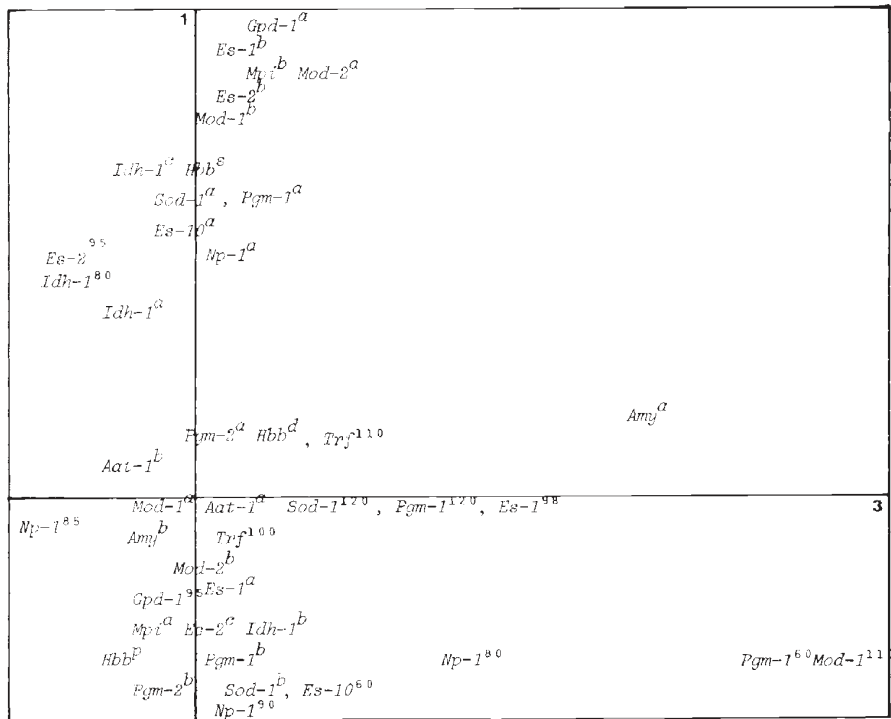 1 Gpd-1ᵃ
Es-1ᵇ
Mpiᵇ Mod-2ᵃ
Es-2ᵇ
Mod-1ᵇ
Idh-1ᶜ Hbbˢ
Sod-1ᵃ , Pgm-1ᵃ
Es-10ᵃ
Np-1ᵃ
Es-2⁹⁵
Idh-1⁸⁰
Idh-1ᵃ
Amyᵃ
Pgm-2ᵃ Hbbᵈ , Trf¹¹⁰
Aat-1ᵇ
Mod-1ᵃ Aat-1ᵃ Sod-1¹²⁰ , Pgm-1¹²⁰ , Es-1⁹⁸ 3
Np-1⁸⁵
Amyᵇ Trf¹⁰⁰
Mod-2ᵇ
Es-1ᵃ
Gpd-1⁹⁵
Mpiᵃ Es-2ᶜ Idh-1ᵇ
Hbbᵖ Pgm-1ᵇ Np-1⁸⁰ Pgm-1⁶⁰ Mod-1¹¹
Pgm-2ᵇ Sod-1ᵇ, Es-10⁶⁰
Np-1⁹⁰